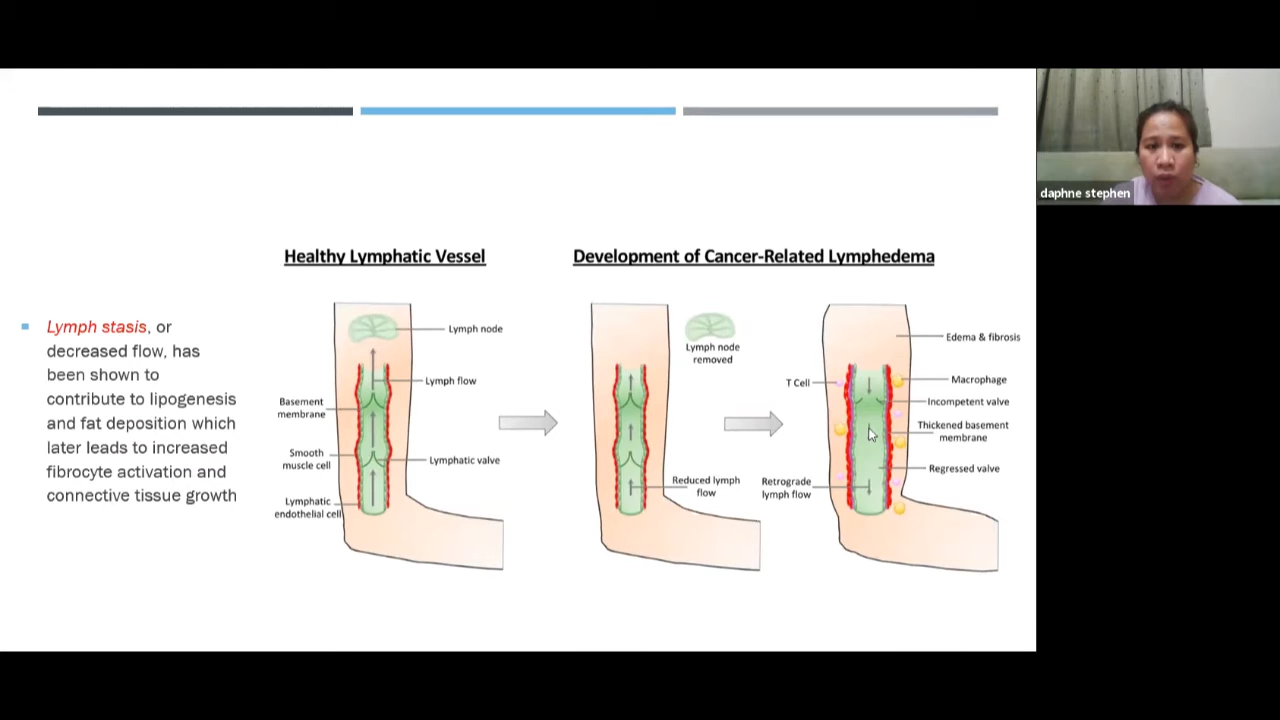 daphne stephen
Healthy Lymphatic Vessel
Development of Cancer-Related Lymphedema
Lymph stasis, or
decreased flow, has
been shown to
contribute to lipogenesis
and fat deposition which
later leads to increased
fibrocyte activation and
connective tissue growth
Lymph node
Lymph flow
Basement
membrane
Smooth
muscle cell
Lymphatic valve
Lymphatic
endothelial cell
Lymph node
removed
Reduced lymph
flow
Edema & fibrosis
T Cell
Macrophage
Incompetent valve
Thickened basement
membrane
Regressed valve
Retrograde
lymph flow